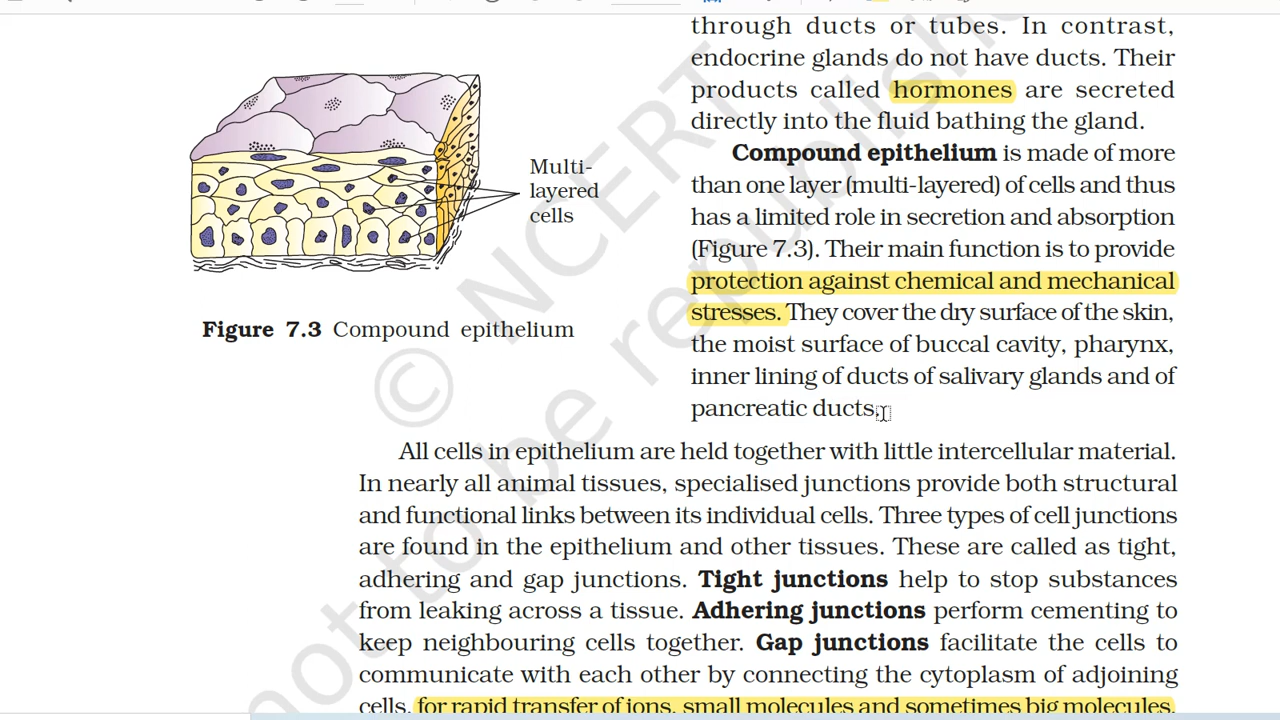 through ducts or tubes. In contrast,
endocrine glands do not have ducts. Their
products called hormones are secreted
directly into the fluid bathing the gland.
Compound epithelium is made of more
than one layer (multi-layered) of cells and thus
has a limited role in secretion and absorption
(Figure 7.3). Their main function is to provide
protection against chemical and mechanical
stresses. They cover the dry surface of the skin,
the moist surface of buccal cavity, pharynx,
inner lining of ducts of salivary glands and of
pancreatic ducts.
Multi-
layered
cells
Figure 7.3 Compound epithelium
All cells in epithelium are held together with little intercellular material.
In nearly all animal tissues, specialised junctions provide both structural
and functional links between its individual cells. Three types of cell junctions
are found in the epithelium and other tissues. These are called as tight,
adhering and gap junctions. Tight junctions help to stop substances
from leaking across a tissue. Adhering junctions perform cementing to
keep neighbouring cells together. Gap junctions facilitate the cells to
communicate with each other by connecting the cytoplasm of adjoining
cells, for rapid transfer of ions, small molecules and sometimes big molecules.
© NCERT
not to be republishe